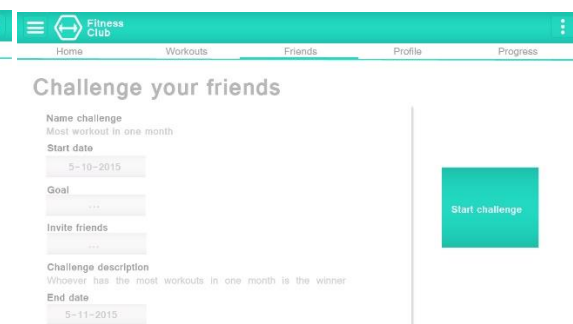 Fitness
Club
Home Workouts Friends Profile Progress
Challenge your friends
Name challenge
Most workout in one month
Start date
5-10-2015
Goal
...
Invite friends
...
Challenge description
Whoever has the most workouts in one month is the winner
End date
5-11-2015
Start challenge